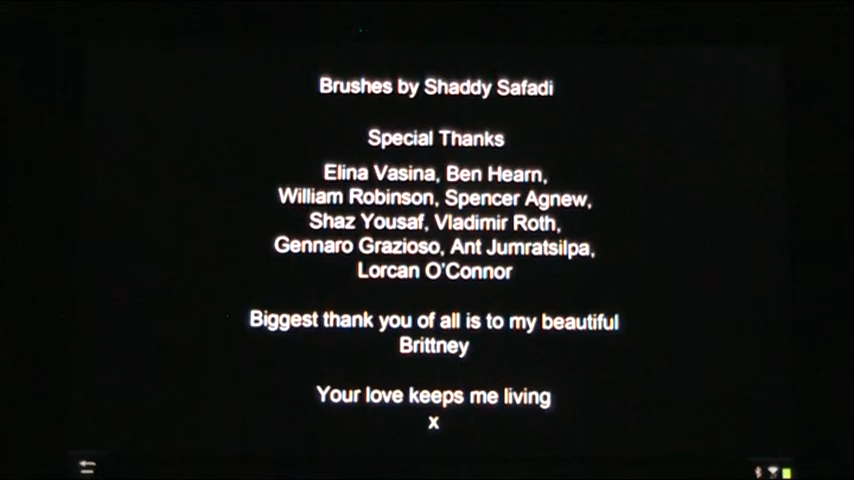 Brushes by Shaddy Safadi
Special Thanks
Elina Vasina, Ben Hearn,
William Robinson, Spencer Agnew,
Shaz Yousaf, Vladimir Roth,
Gennaro Grazioso, Ant Jumratsilpa,
Lorcan O'Connor
Biggest thank you of all is to my beautiful
Brittney
Your love keeps me living
x